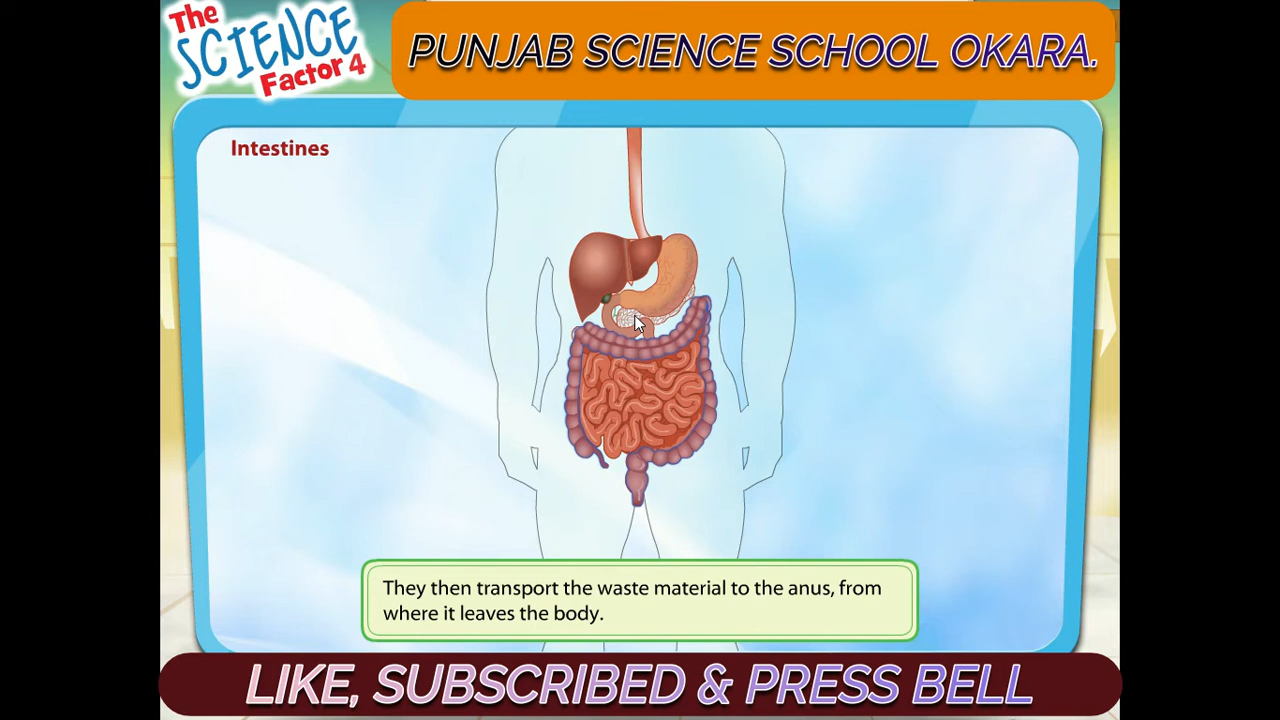 The
SCIENCE
Factor 4
PUNJAB SCIENCE SCHOOL OKARA.
Intestines
They then transport the waste material to the anus, from
where it leaves the body.
LIKE, SUBSCRIBED & PRESS BELL